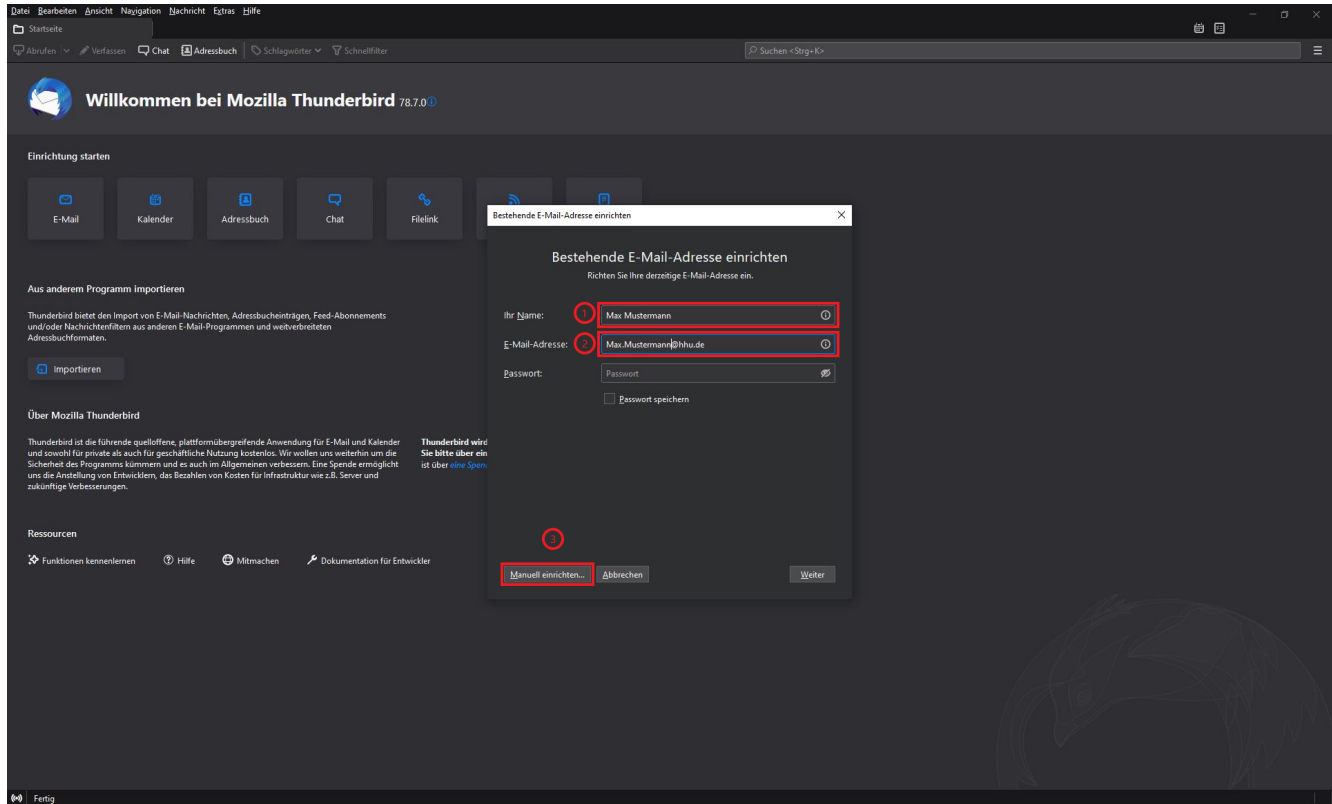 Datei Bearbeiten Ansicht Navigation Nachricht Extras Hilfe
Startseite
Abrufen Verfassen Chat Adressbuch Schlagwörter Schnellfilter Suchen <Strg+K>
Willkommen bei Mozilla Thunderbird 78.7.0
Einrichtung starten
E-Mail Kalender Adressbuch Chat Filelink
Aus anderem Programm importieren
Thunderbird bietet den Import von E-Mail-Nachrichten, Adressbucheinträgen, Feed-Abonnements
und/oder Nachrichtenfiltern aus anderen E-Mail-Programmen und weitverbreiteten
Adressbuchformaten.
Importieren
Über Mozilla Thunderbird
Thunderbird ist die führende quelloffene, plattformübergreifende Anwendung für E-Mail und Kalender
und sowohl für private als auch für geschäftliche Nutzung kostenlos. Wir wollen uns weiterhin um die
Sicherheit des Programms kümmern und es auch im Allgemeinen verbessern. Eine Spende ermöglicht
uns die Anstellung von Entwicklern, das Bezahlen von Kosten für Infrastruktur wie z.B. Server und
zukünftige Verbesserungen.
Thunderbird wird
Sie bitte über ein
ist über eine Spen
Ressourcen
Funktionen kennenlernen Hilfe Mitmachen Dokumentation für Entwickler
Bestehende E-Mail-Adresse einrichten
Bestehende E-Mail-Adresse einrichten
Richten Sie Ihre derzeitige E-Mail-Adresse ein.
Ihr Name: 1 Max Mustermann
E-Mail-Adresse: 2 Max.Mustermann@hhu.de
Passwort: Passwort
Passwort speichern
3
Manuell einrichten... Abbrechen Weiter
Fertig